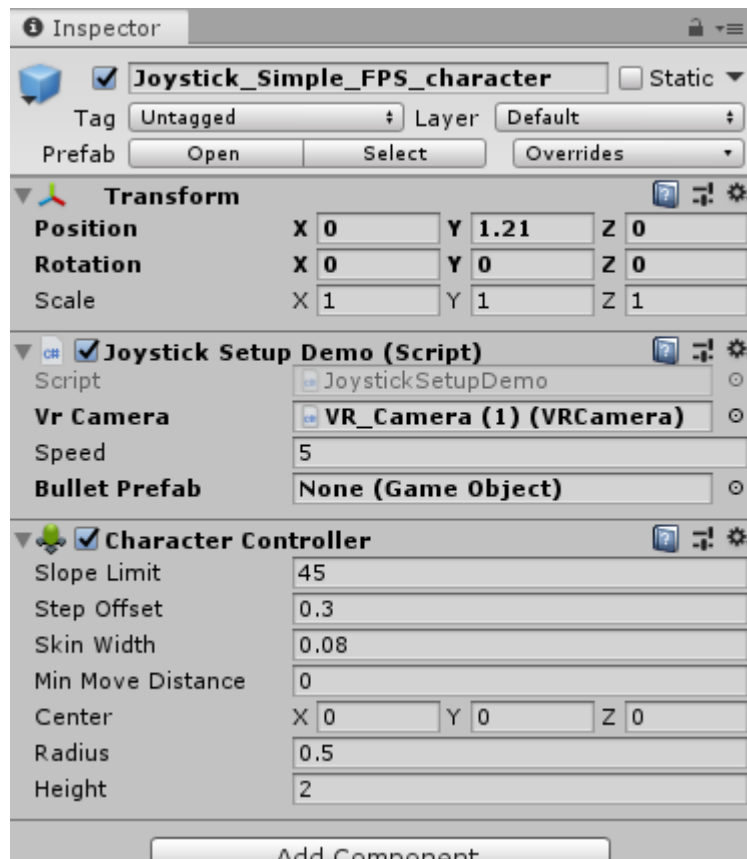 Inspector
Joystick_Simple_FPS_character Static
Tag Untagged Layer Default
Prefab Open Select Overrides
Transform
Position X 0 Y 1.21 Z 0
Rotation X 0 Y 0 Z 0
Scale X 1 Y 1 Z 1
c# Joystick Setup Demo (Script)
Script JoystickSetupDemo
Vr Camera VR_Camera (1) (VRCamera)
Speed 5
Bullet Prefab None (Game Object)
Character Controller
Slope Limit 45
Step Offset 0.3
Skin Width 0.08
Min Move Distance 0
Center X 0 Y 0 Z 0
Radius 0.5
Height 2
Add Component